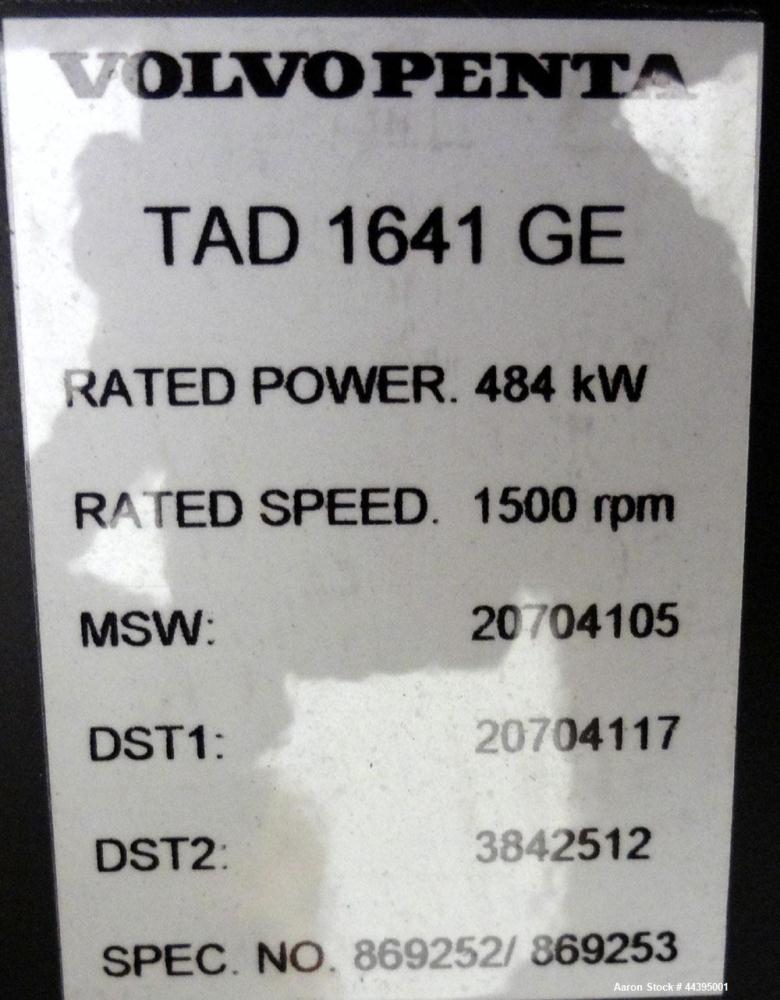 VOLVO PENTA
TAD 1641 GE
RATED POWER. 484 kW
RATED SPEED. 1500 rpm
MSW: 20704105
DST1: 20704117
DST2: 3842512
SPEC. NO. 869252/ 869253
Aaron Stock # 44395001